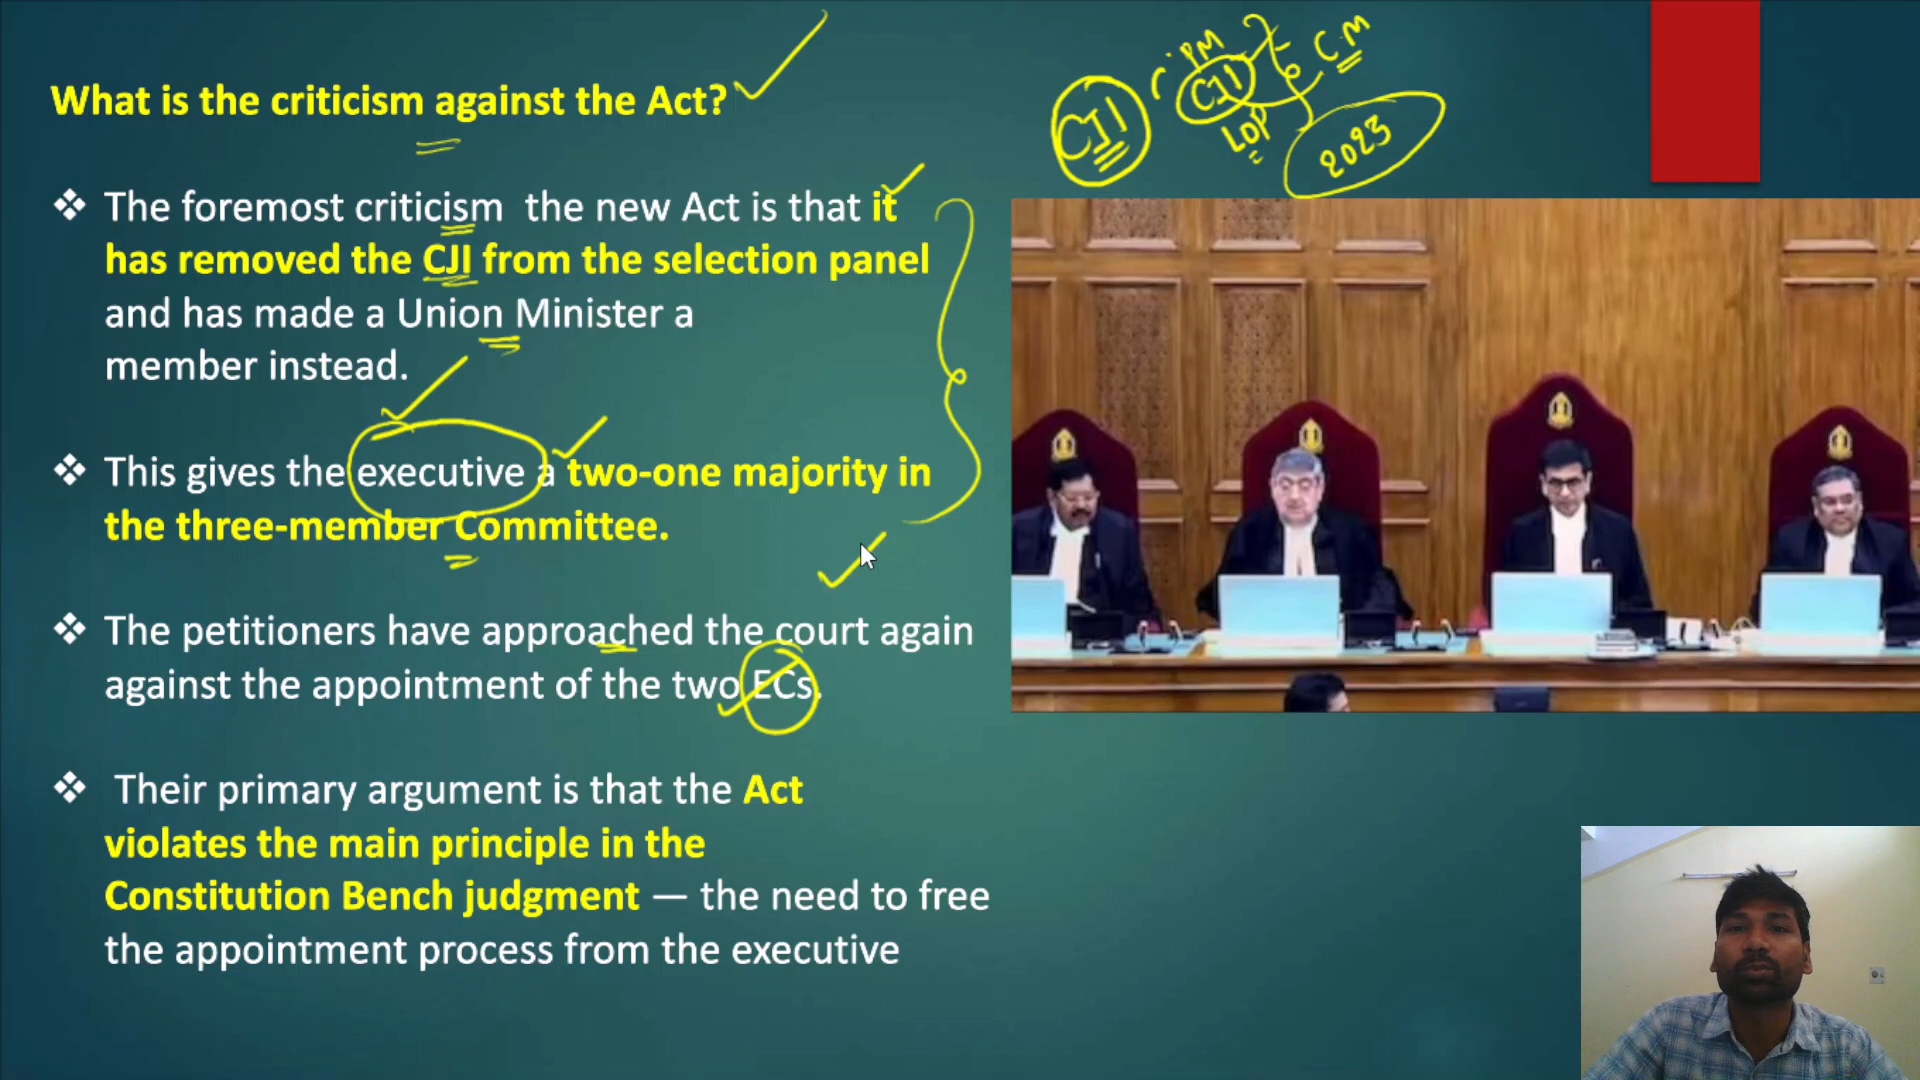 What is the criticism against the Act?
❖ The foremost criticism the new Act is that it
has removed the CJI from the selection panel
and has made a Union Minister a
member instead.
❖ This gives the executive a two-one majority in
the three-member Committee.
❖ The petitioners have approached the court again
against the appointment of the two ECs.
❖ Their primary argument is that the Act
violates the main principle in the
Constitution Bench judgment — the need to free
the appointment process from the executive
CJI
PM
CJI
LOP
CM
2023